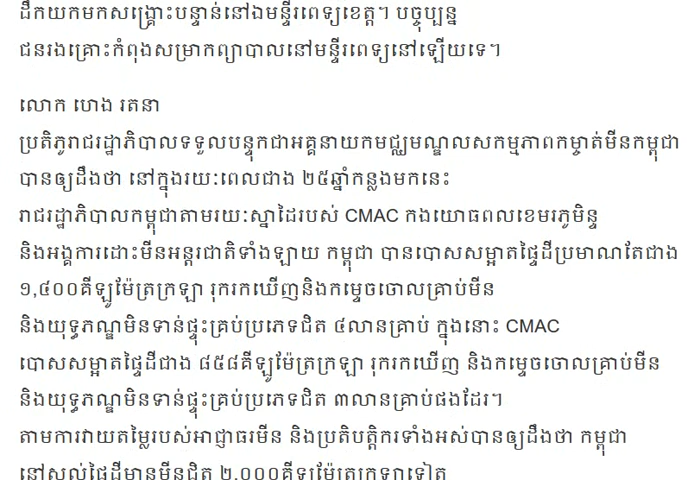 ដឹកយកមកសង្គ្រោះបន្ទាន់នៅឯមន្ទីរពេទ្យខេត្ត។ បច្ចុប្បន្ន
ជនរងគ្រោះកំពុងសម្រាកព្យាបាលនៅមន្ទីរពេទ្យនៅឡើយទេ។
លោក ហេង រតនា
ប្រតិភូរាជរដ្ឋាភិបាលទទួលបន្ទុកជាអគ្គនាយកមជ្ឈមណ្ឌលសកម្មភាពកម្ចាត់មីនកម្ពុជា
បានឲ្យដឹងថា នៅក្នុងរយៈពេលជាង ២៥ឆ្នាំកន្លងមកនេះ
រាជរដ្ឋាភិបាលកម្ពុជាតាមរយៈស្នាដៃរបស់ CMAC កងយោធពលខេមរភូមិន្ទ
និងអង្គការដោះមីនអន្តរជាតិទាំងឡាយ កម្ពុជា បានបោសសម្អាតផ្ទៃដីប្រមាណតែជាង
១,៤០០គីឡូម៉ែត្រក្រឡា រុករកឃើញនិងកម្ទេចចោលគ្រាប់មីន
និងយុទ្ធភណ្ឌមិនទាន់ផ្ទុះគ្រប់ប្រភេទជិត ៤លានគ្រាប់ ក្នុងនោះ CMAC
បោសសម្អាតផ្ទៃដីជាង ៨៥៨គីឡូម៉ែត្រក្រឡា រុករកឃើញ និងកម្ទេចចោលគ្រាប់មីន
និងយុទ្ធភណ្ឌមិនទាន់ផ្ទុះគ្រប់ប្រភេទជិត ៣លានគ្រាប់ផងដែរ។
តាមការវាយតម្លៃរបស់អាជ្ញាធរមីន និងប្រតិបត្តិករទាំងអស់បានឲ្យដឹងថា កម្ពុជា
នៅសល់ផ្ទៃដីមានមីនជិត ២,០០០គីឡូម៉ែត្រក្រឡាទៀត